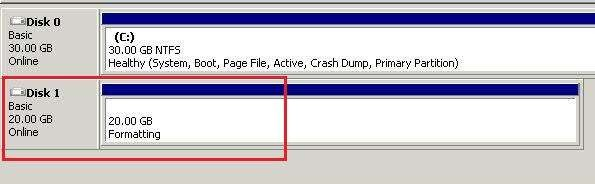 Disk 0
Basic
30.00 GB
Online
(C:)
30.00 GB NTFS
Healthy (System, Boot, Page File, Active, Crash Dump, Primary Partition)
Disk 1
Basic
20.00 GB
Online
20.00 GB
Formatting